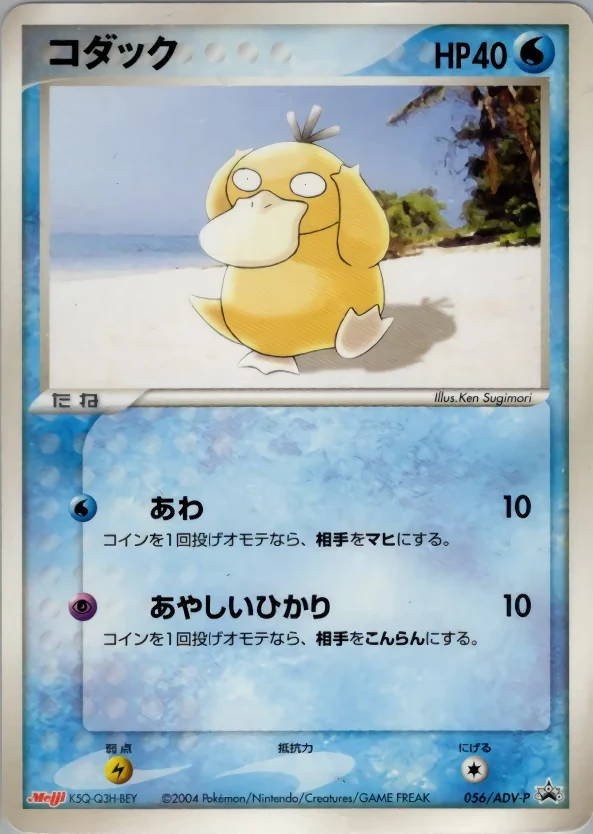 コダック
HP40
たね
Illus.Ken Sugimori
あわ 10
コインを1回投げオモテなら、相手をマヒにする。
あやしいひかり 10
コインを1回投げオモテなら、相手をこんらんにする。
弱点 抵抗力 にげる
Meiji K5Q-Q3H-BEY ©2004 Pokémon/Nintendo/Creatures/GAME FREAK 056/ADV-P